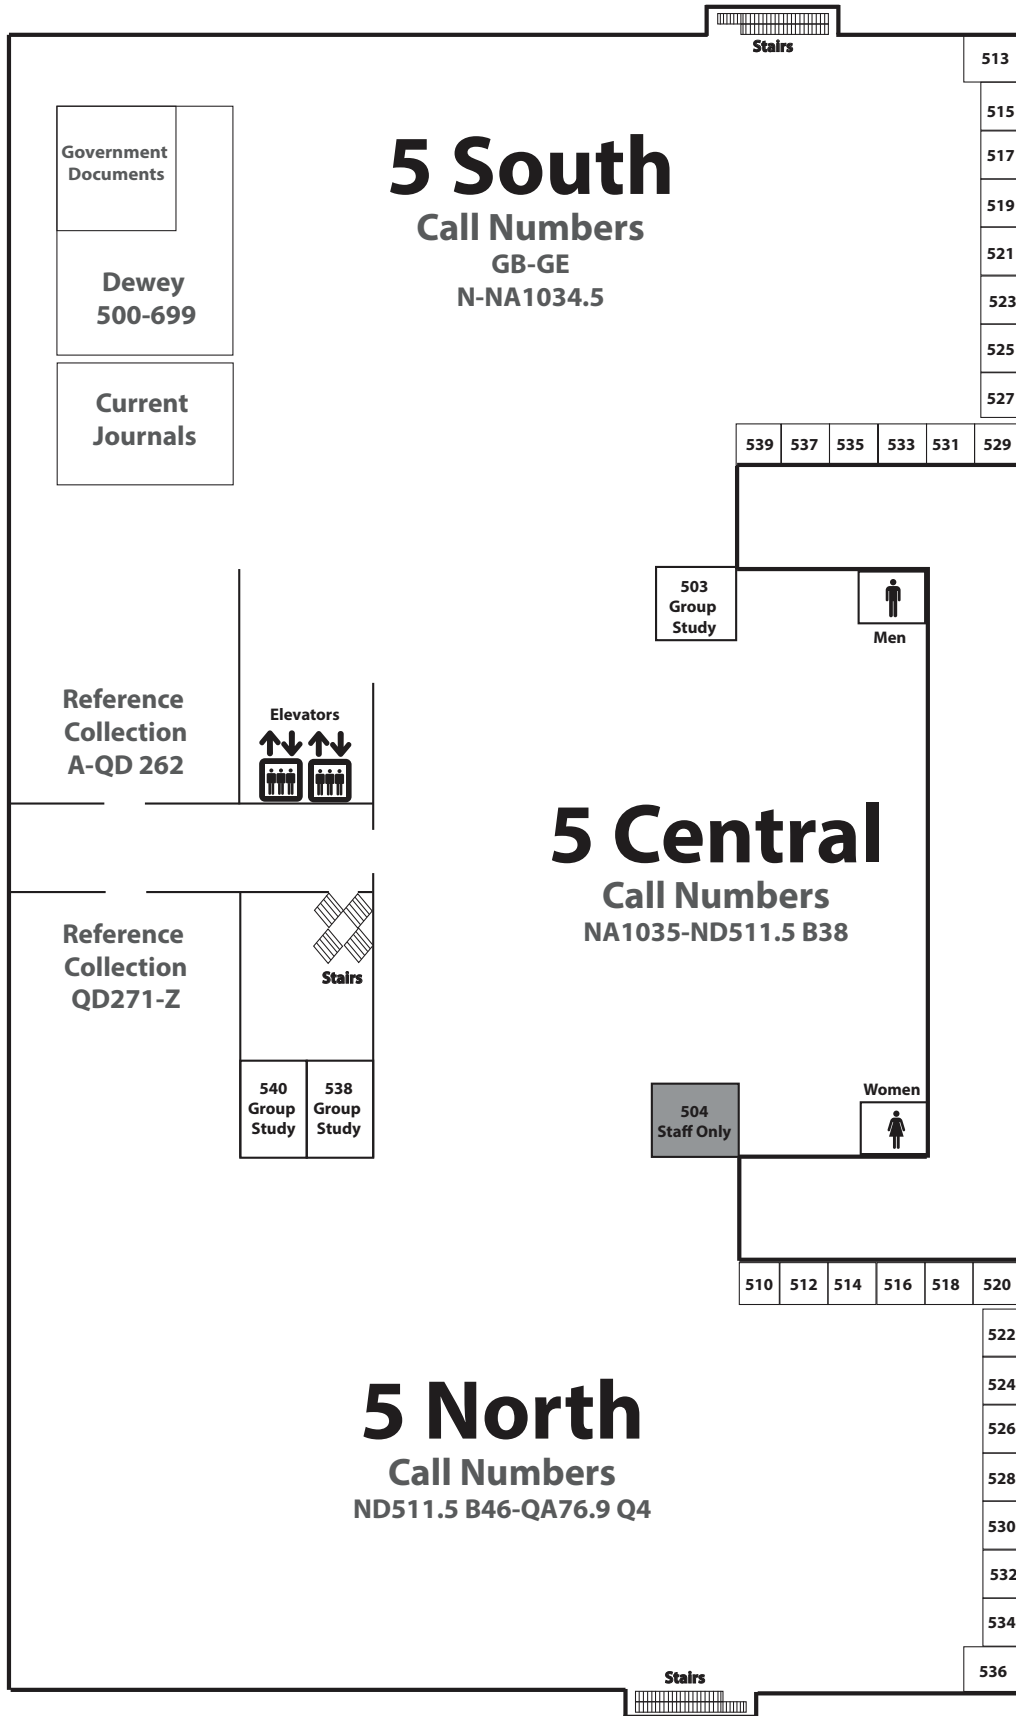 Stairs
513
515
517
519
521
523
525
527
Government
Documents
Dewey
500-699
Current
Journals
5 South
Call Numbers
GB-GE
N-NA1034.5
539 537 535 533 531 529
503
Group
Study
Men
Reference
Collection
A-QD 262
Elevators
5 Central
Call Numbers
NA1035-ND511.5 B38
Reference
Collection
QD271-Z
Stairs
540
Group
Study
538
Group
Study
504
Staff Only
Women
510 512 514 516 518 520
522
524
526
528
530
532
534
536
5 North
Call Numbers
ND511.5 B46-QA76.9 Q4
Stairs